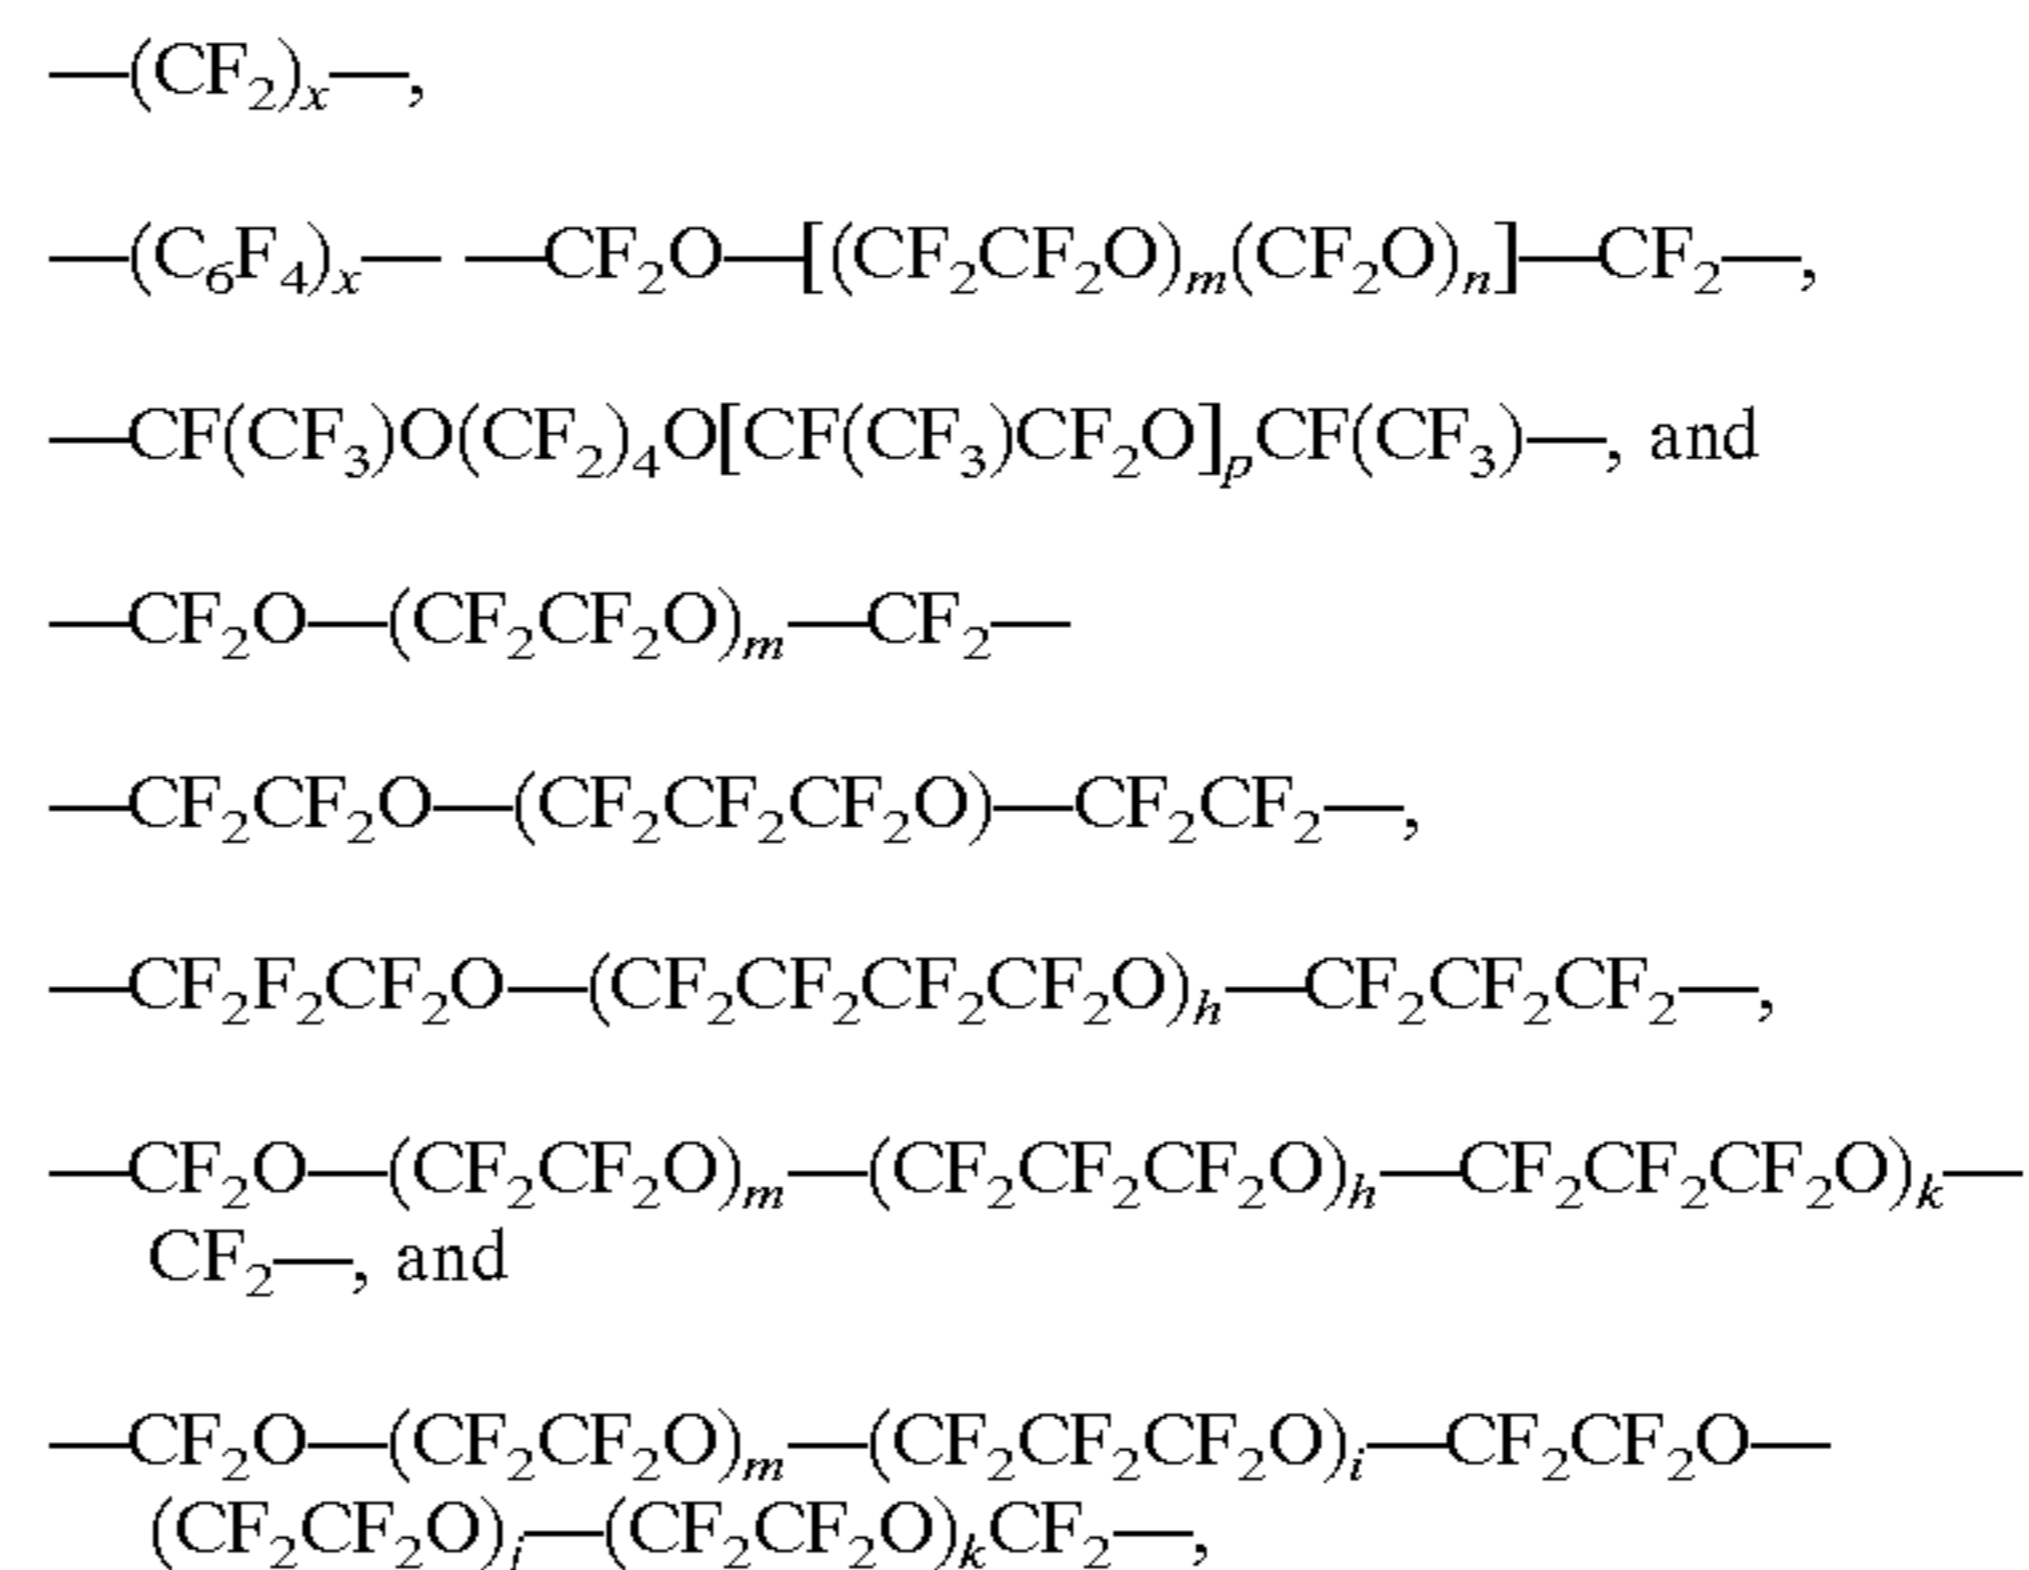 —(CF₂)ₓ—,
—(C₆F₄)ₓ— —CF₂O—[(CF₂CF₂O)ₘ(CF₂O)ₙ]—CF₂—,
—CF(CF₃)O(CF₂)₄O[CF(CF₃)CF₂O]ₚCF(CF₃)—, and
—CF₂O—(CF₂CF₂O)ₘ—CF₂—
—CF₂CF₂O—(CF₂CF₂CF₂O)—CF₂CF₂—,
—CF₂F₂CF₂O—(CF₂CF₂CF₂CF₂O)ₕ—CF₂CF₂CF₂—,
—CF₂O—(CF₂CF₂O)ₘ—(CF₂CF₂CF₂O)ₕ—CF₂CF₂CF₂O)ₖ—
CF₂—, and
—CF₂O—(CF₂CF₂O)ₘ—(CF₂CF₂CF₂O)ᵢ—CF₂CF₂O—
(CF₂CF₂O)ⱼ—(CF₂CF₂O)ₖCF₂—,